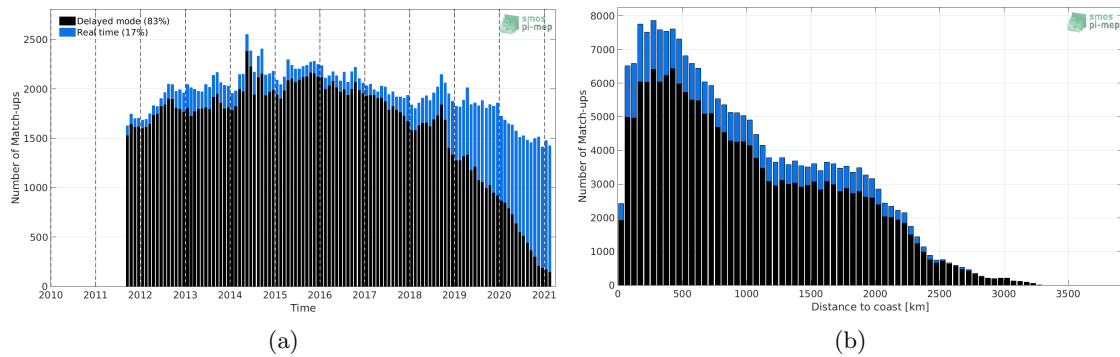 Delayed mode (83%)
Real time (17%)
smos
pi-mep
Number of Match-ups
2500
2000
1500
1000
500
0
2010 2011 2012 2013 2014 2015 2016 2017 2018 2019 2020 2021
Time
(a)
smos
pi-mep
Number of Match-ups
8000
7000
6000
5000
4000
3000
2000
1000
0
0 500 1000 1500 2000 2500 3000 3500
Distance to coast [km]
(b)